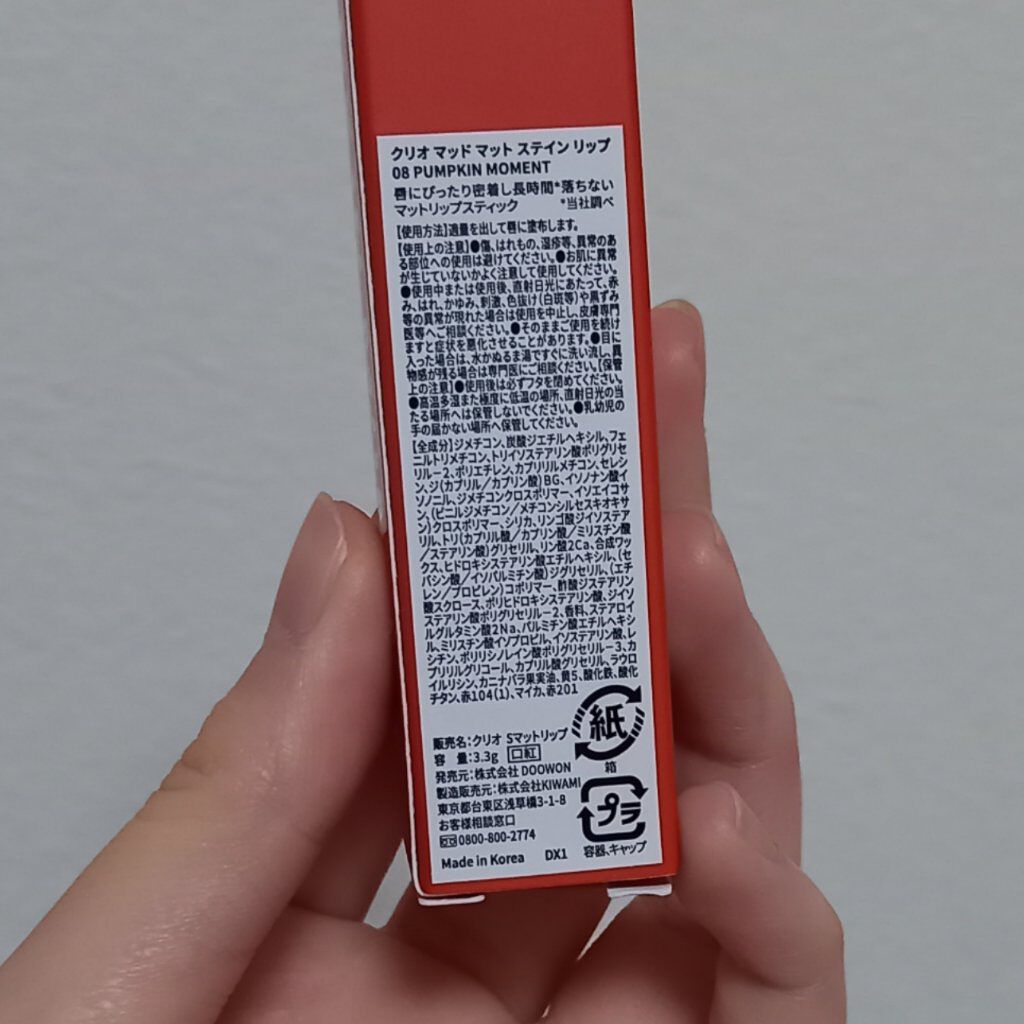 クリオ マッド マット ステイン リップ
08 PUMPKIN MOMENT
唇にぴったり密着し長時間*落ちない
マットリップスティック *当社調べ
【使用方法】適量を出して唇に塗布します。
【使用上の注意】●傷、はれもの、湿疹等、異常のあ
る部位への使用は避けてください。●お肌に異常
が生じていないかよく注意して使用してください。
●使用中または使用後、直射日光にあたって、赤
み、はれ、かゆみ、刺激、色抜け(白斑等)や黒ずみ
等の異常が現れた場合は使用を中止し、皮膚専門
医等へご相談ください。●そのままご使用を続け
ますと症状を悪化させることがあります。●目に
入った場合は、水かぬるま湯ですぐに洗い流し、異
物感が残る場合は専門医にご相談ください。【保管
上の注意】●使用後は必ずフタを閉めてください。
●高温多湿また極度に低温の場所、直射日光の当
たる場所へは保管しないでください。●乳幼児の
手の届かない場所へ保管してください。
【全成分】ジメチコン、炭酸ジエチルヘキシル、フェ
ニルトリメチコン、トリイソステアリン酸ポリグリセ
リル-2、ポリエチレン、カプリリルメチコン、セレシ
ン、ジ(カプリル/カプリン酸)BG、イソノナン酸イ
ソノニル、ジメチコンクロスポリマー、イソエイコサ
ン、(ビニルジメチコン/メチコンシルセスキオキサ
ン)クロスポリマー、シリカ、リンゴ酸ジイソステア
リル、トリ(カプリル酸/カプリン酸/ミリスチン酸
/ステアリン酸)グリセリル、リン酸2Ca、合成ワッ
クス、ヒドロキシステアリン酸エチルヘキシル、(セ
バシン酸/イソパルミチン酸)ジグリセリル、(エチ
レン/プロピレン)コポリマー、酢酸ジステアリン
酸スクロース、ポリヒドロキシステアリン酸、ジイソ
ステアリン酸ポリグリセリル-2、香料、ステアロイ
ルグルタミン酸2Na、パルミチン酸エチルヘキシ
ル、ミリスチン酸イソプロピル、イソステアリン酸、レ
シチン、ポリリシノレイン酸ポリグリセリル-3、カ
プリリルグリコール、カプリル酸グリセリル、ラウロ
イルリシン、カニナバラ果実油、黄5、酸化鉄、酸化
チタン、赤104(1)、マイカ、赤201
紙
箱
販売名:クリオ Sマットリップ
容 量:3.3g 口紅
発売元:株式会社 DOOWON
製造販売元:株式会社KIWAMI
東京都台東区浅草橋3-1-8
お客様相談窓口
0800-800-2774
Made in Korea DX1
プラ
容器、キャップ